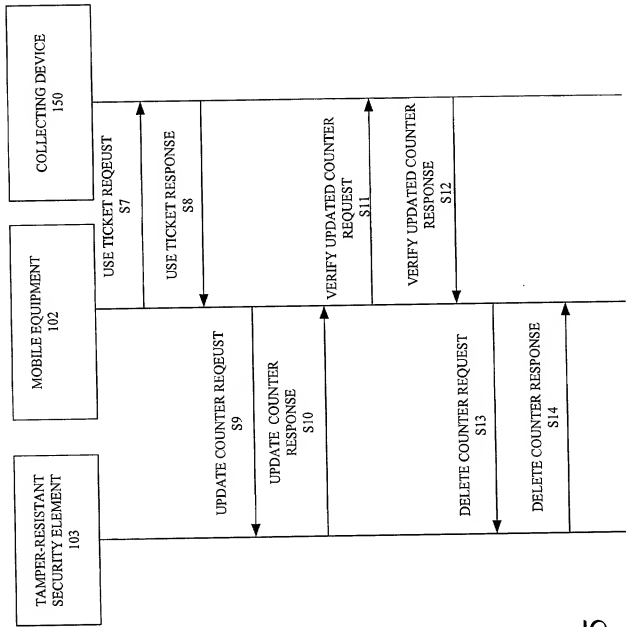 TAMPER-RESISTANT
SECURITY ELEMENT
103
MOBILE EQUIPMENT
102
COLLECTING DEVICE
150
USE TICKET REQEUST
S7
USE TICKET RESPONSE
S8
UPDATE COUNTER REQEUST
S9
UPDATE COUNTER
RESPONSE
S10
VERIFY UPDATED COUNTER
REQUEST
S11
VERIFY UPDATED COUNTER
RESPONSE
S12
DELETE COUNTER REQUEST
S13
DELETE COUNTER RESPONSE
S14